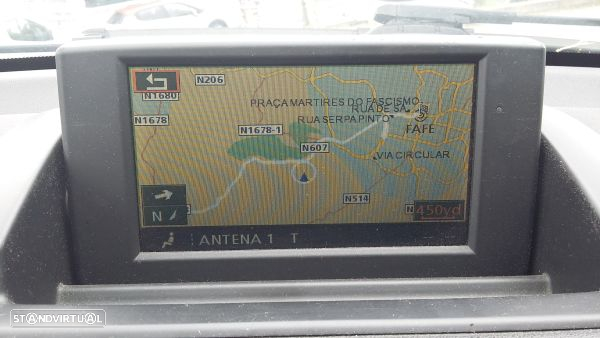 N206
N1680
PRAÇA MARTIRES DO FASCISMO
RUA DE SÁ
N1678
RUA SERPA PINTO
FAFE
N1678-1
N607
VIA CIRCULAR
N514
N
450yd
ANTENA 1 T
STANDVIRTUAL